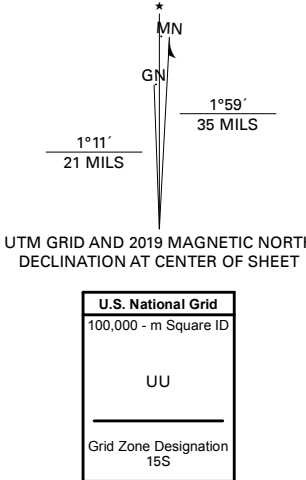 ★
MN
GN
1°59´
35 MILS
1°11´
21 MILS
UTM GRID AND 2019 MAGNETIC NORTH
DECLINATION AT CENTER OF SHEET
U.S. National Grid
100,000 - m Square ID
UU
Grid Zone Designation
15S